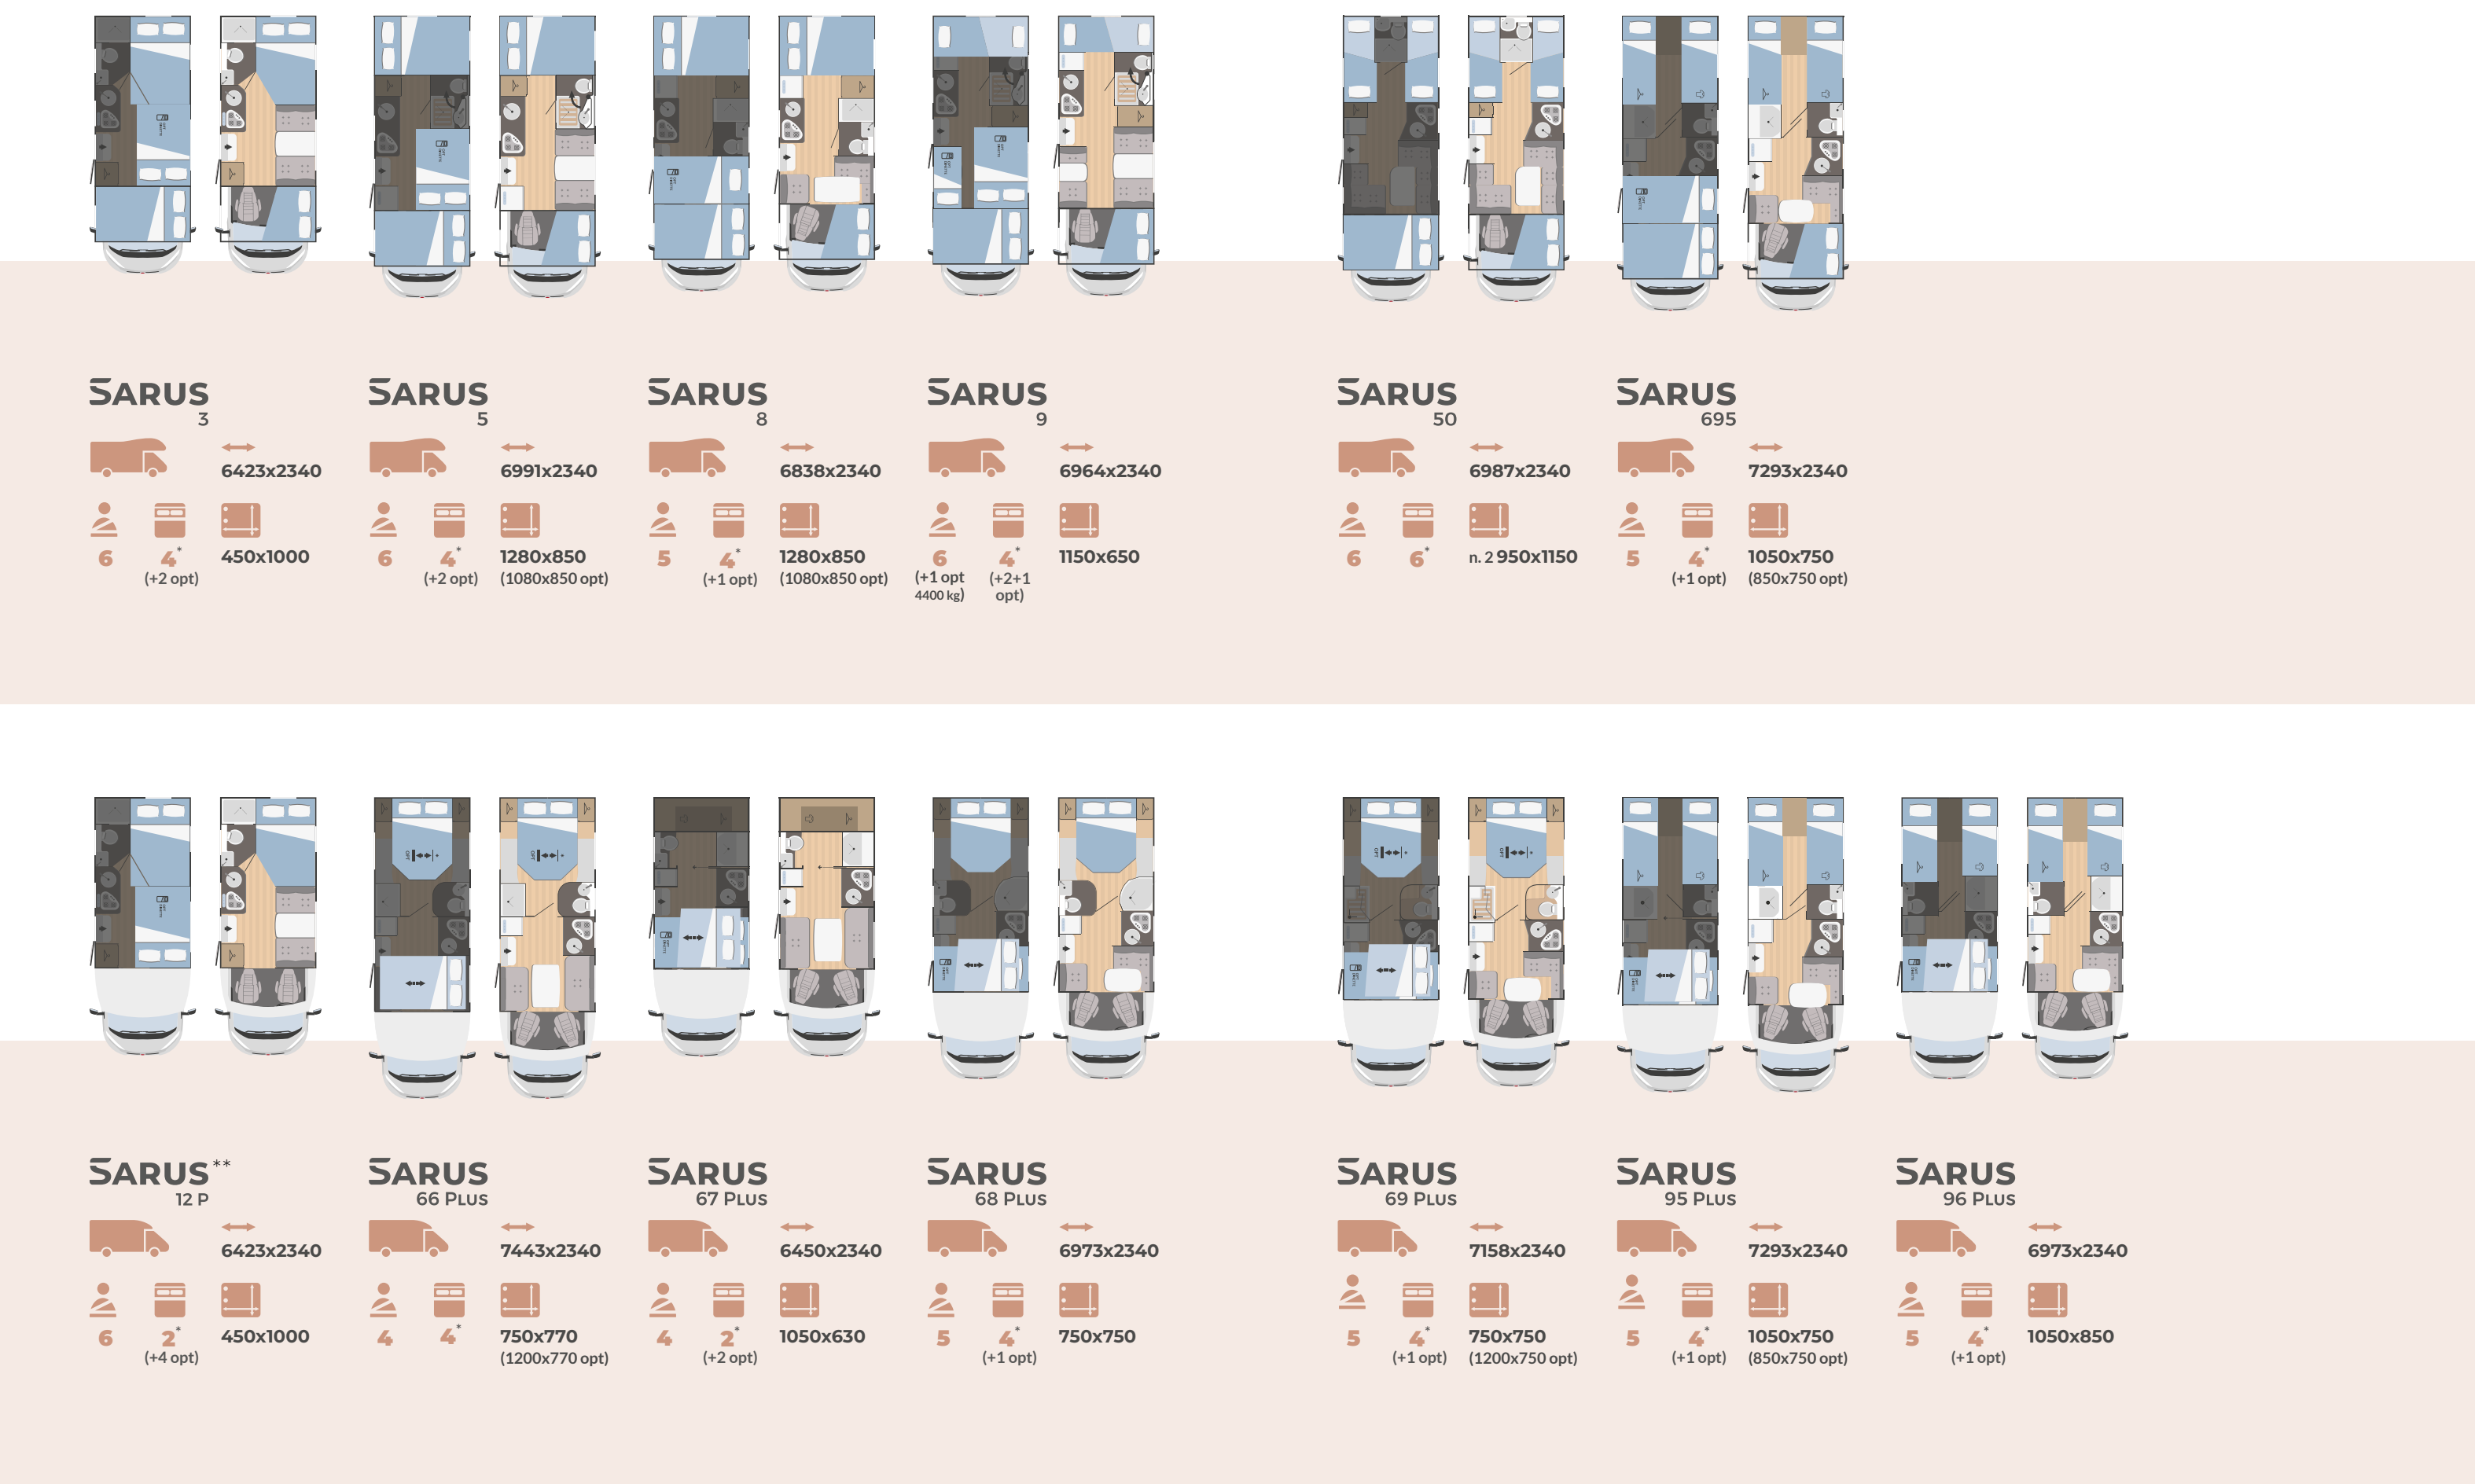 SARUS
3
6423x2340
6
4*
(+2 opt)
450x1000
SARUS
5
6991x2340
6
4*
(+2 opt)
1280x850
(1080x850 opt)
SARUS
8
6838x2340
5
4*
(+1 opt)
1280x850
(1080x850 opt)
SARUS
9
6964x2340
6
(+1 opt
4400 kg)
4*
(+2+1
opt)
1150x650
SARUS
50
6987x2340
6
6*
n. 2 950x1150
SARUS
695
7293x2340
5
4*
(+1 opt)
1050x750
(850x750 opt)
SARUS**
12 P
6423x2340
6
2*
(+4 opt)
450x1000
SARUS
66 PLUS
7443x2340
4
4*
750x770
(1200x770 opt)
SARUS
67 PLUS
6450x2340
4
2*
(+2 opt)
1050x630
SARUS
68 PLUS
6973x2340
5
4*
(+1 opt)
750x750
SARUS
69 PLUS
7158x2340
5
4*
(+1 opt)
750x750
(1200x750 opt)
SARUS
95 PLUS
7293x2340
5
4*
(+1 opt)
1050x750
(850x750 opt)
SARUS
96 PLUS
6973x2340
5
4*
(+1 opt)
1050x850